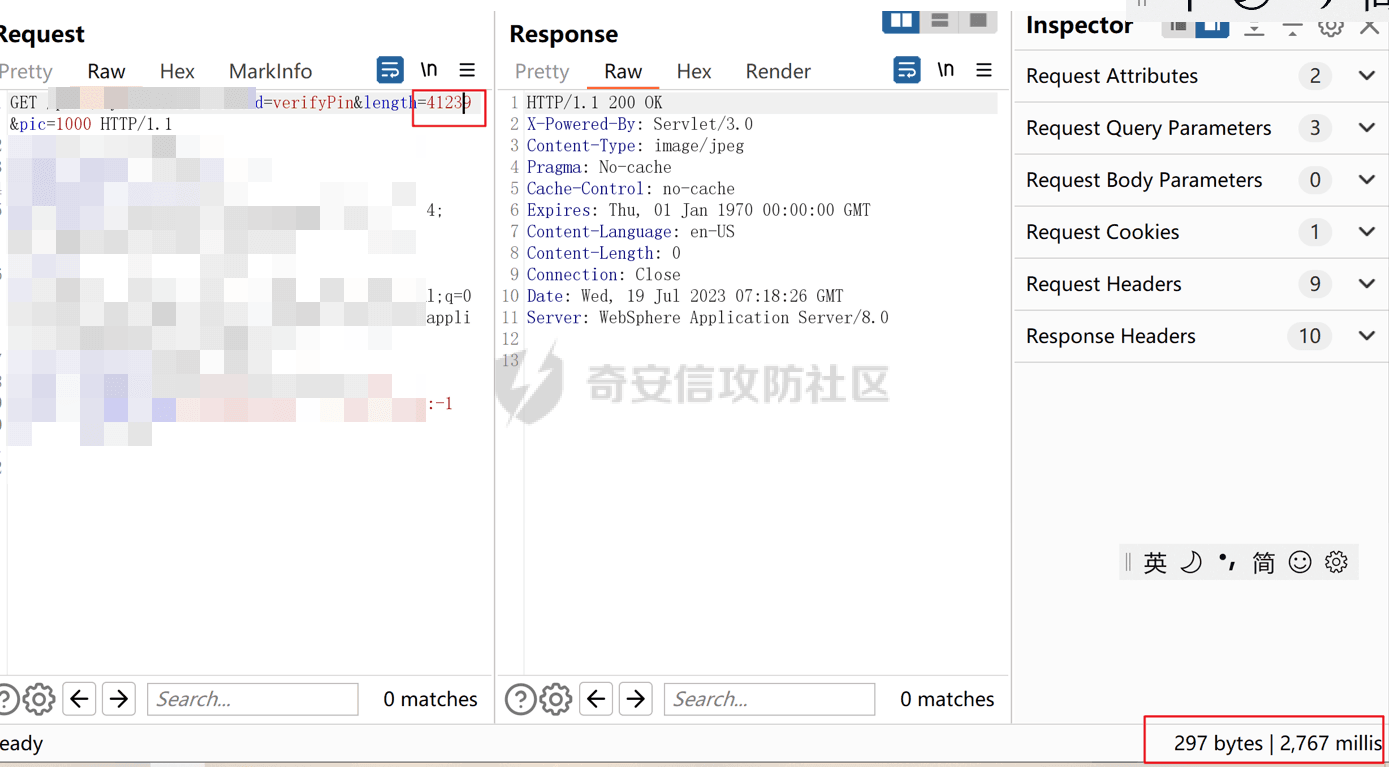 Request
Pretty Raw Hex MarkInfo \n
GET
d=verifyPin&length=41239
&pic=1000 HTTP/1.1
4;
l;q=0
appli
:-1
Search...
0 matches
Response
Pretty Raw Hex Render \n
1 HTTP/1.1 200 OK
2 X-Powered-By: Servlet/3.0
3 Content-Type: image/jpeg
4 Pragma: No-cache
5 Cache-Control: no-cache
6 Expires: Thu, 01 Jan 1970 00:00:00 GMT
7 Content-Language: en-US
8 Content-Length: 0
9 Connection: Close
10 Date: Wed, 19 Jul 2023 07:18:26 GMT
11 Server: WebSphere Application Server/8.0
12
13
奇安信攻防社区
Search...
0 matches
Inspector
Request Attributes 2
Request Query Parameters 3
Request Body Parameters 0
Request Cookies 1
Request Headers 9
Response Headers 10
英 简
eady
297 bytes | 2,767 millis